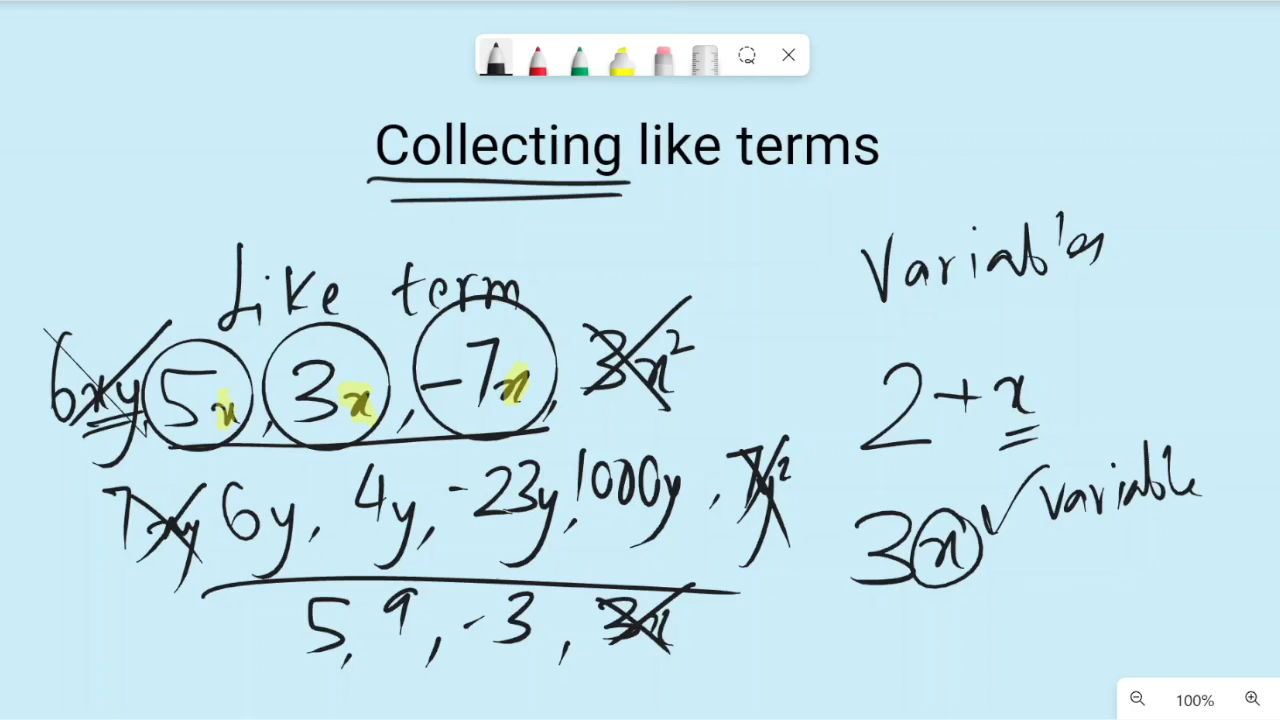 Collecting like terms
Like term
Variables
6xy, 5x, 3x, -7x, 3x²
2 + x
7xy 6y, 4y, -23y, 1000y, 7y²
3x variable
5, 9, -3, 3x
100%